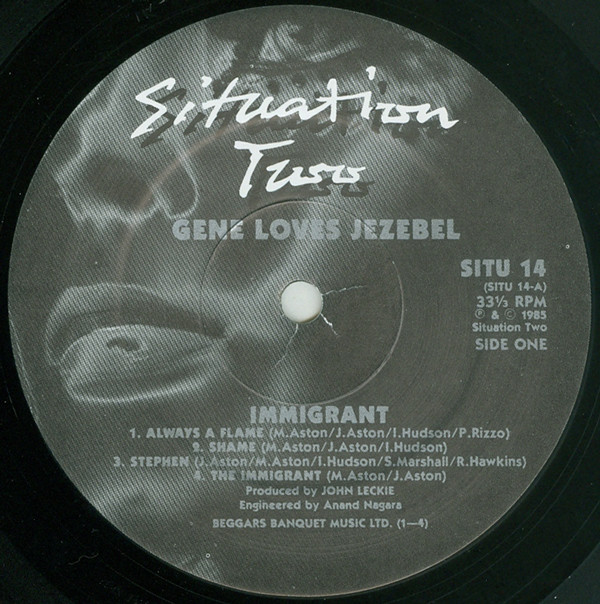 Situation
Two
GENE LOVES JEZEBEL
SITU 14
(SITU 14-A)
33⅓ RPM
℗ & © 1985
Situation Two
SIDE ONE
IMMIGRANT
1. ALWAYS A FLAME (M.Aston/J.Aston/I.Hudson/P.Rizzo)
2. SHAME (M.Aston/J.Aston/I.Hudson)
3. STEPHEN (J.Aston/M.Aston/I.Hudson/S.Marshall/R.Hawkins)
4. THE IMMIGRANT (M.Aston/J.Aston)
Produced by JOHN LECKIE
Engineered by Anand Nagara
BEGGARS BANQUET MUSIC LTD. (1—4)